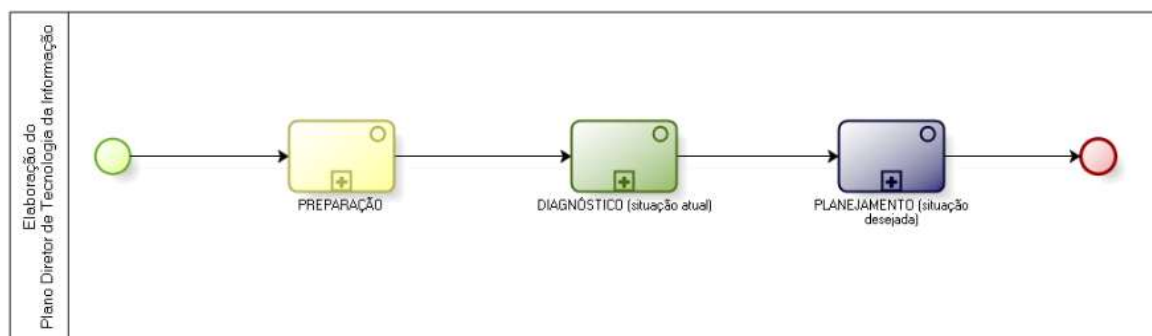 Elaboração do
Plano Diretor de Tecnologia da Informação
PREPARAÇÃO
DIAGNÓSTICO (situação atual)
PLANEJAMENTO (situação
desejada)